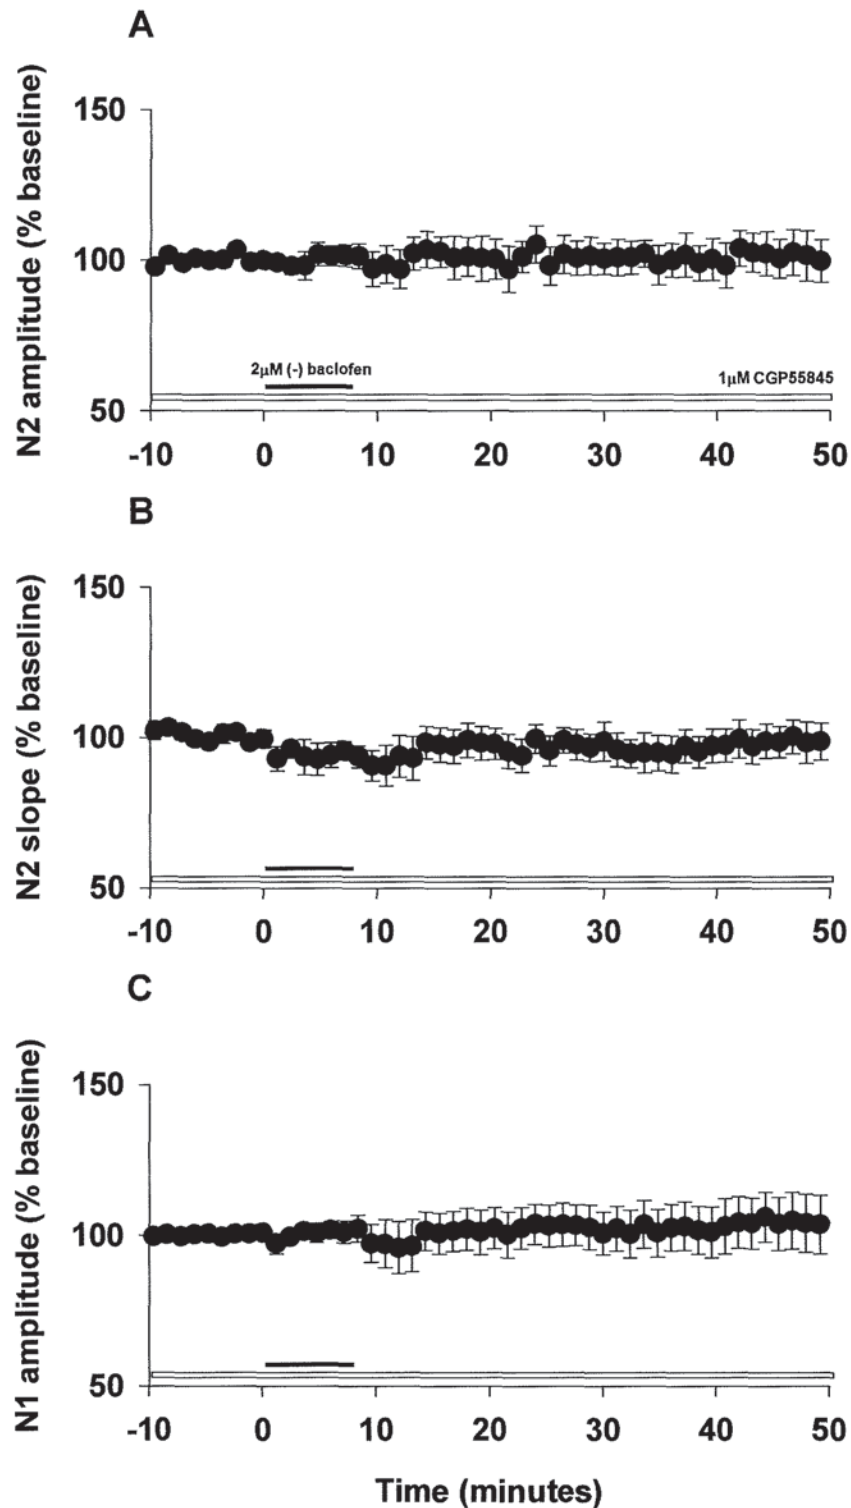 A
N2 amplitude (% baseline)
150
100
50
2μM (-) baclofen
1μM CGP55845
-10 0 10 20 30 40 50
B
N2 slope (% baseline)
150
100
50
-10 0 10 20 30 40 50
C
N1 amplitude (% baseline)
150
100
50
-10 0 10 20 30 40 50
Time (minutes)